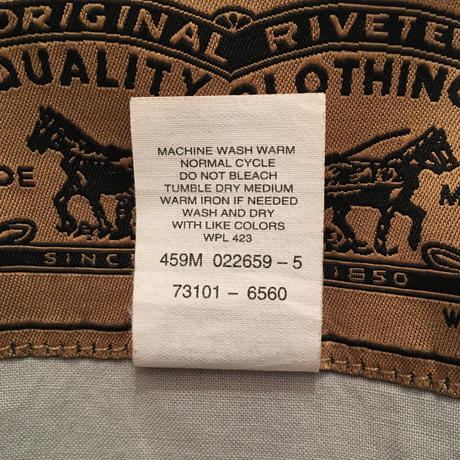 ORIGINAL RIVETED
QUALITY CLOTHING
MACHINE WASH WARM
NORMAL CYCLE
DO NOT BLEACH
TUMBLE DRY MEDIUM
WARM IRON IF NEEDED
WASH AND DRY
WITH LIKE COLORS
WPL 423
459M 022659 – 5
73101 – 6560
SINC 1850